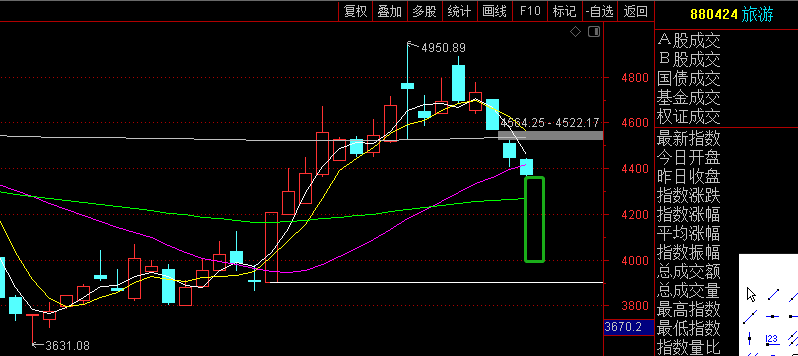 复权 叠加 多股 统计 画线 F10 标记 -自选 返回
880424 旅游
A股成交
B股成交
国债成交
基金成交
权证成交
最新指数
今日开盘
昨日收盘
指数涨跌
指数涨幅
平均涨幅
指数振幅
总成交额
总成交量
最高指数
最低指数
指数量比
4950.89
4564.25 - 4522.17
3631.08
4800
4600
4400
4200
4000
3800
3670.2
123